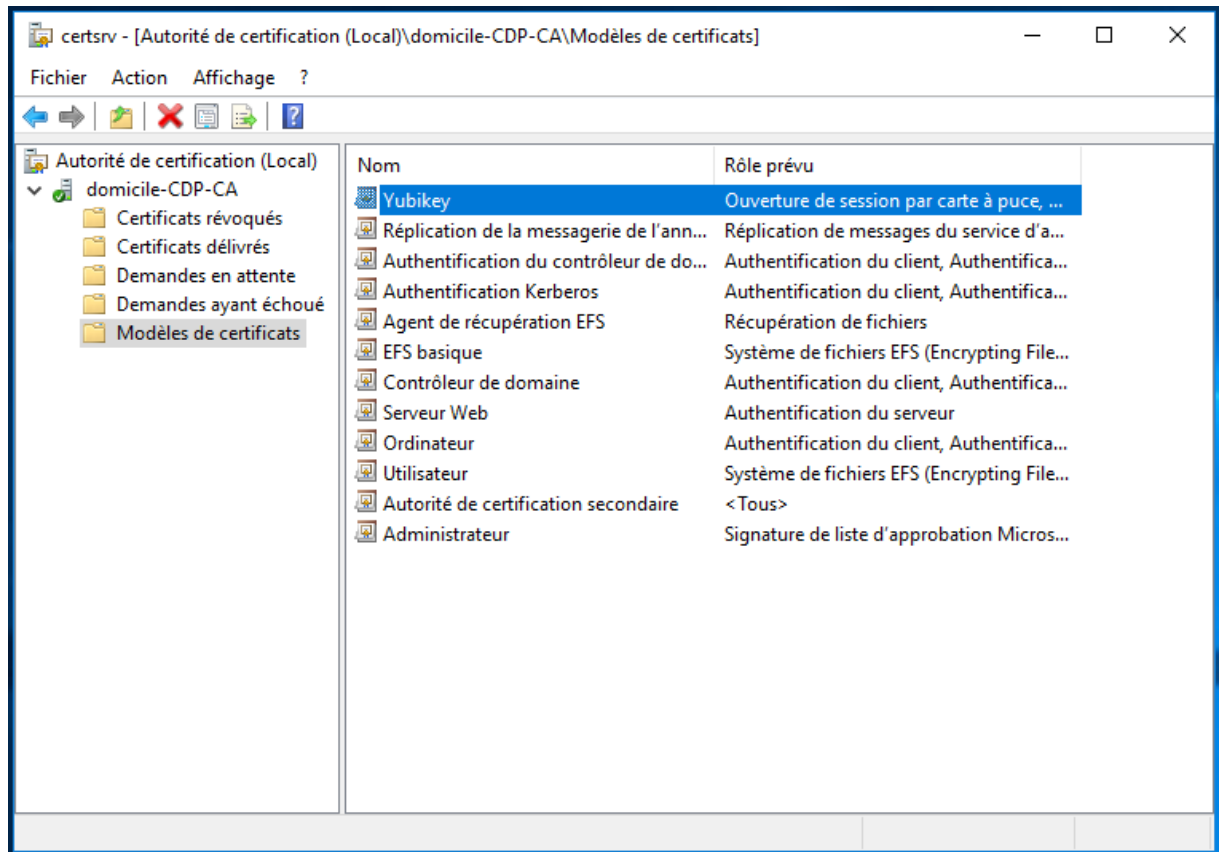 certsrv - [Autorité de certification (Local)\domicile-CDP-CA\Modèles de certificats]
Fichier Action Affichage ?
Autorité de certification (Local)
domicile-CDP-CA
Certificats révoqués
Certificats délivrés
Demandes en attente
Demandes ayant échoué
Modèles de certificats
Nom Rôle prévu
Yubikey Ouverture de session par carte à puce, ...
Réplication de la messagerie de l'ann... Réplication de messages du service d'a...
Authentification du contrôleur de do... Authentification du client, Authentifica...
Authentification Kerberos Authentification du client, Authentifica...
Agent de récupération EFS Récupération de fichiers
EFS basique Système de fichiers EFS (Encrypting File...
Contrôleur de domaine Authentification du client, Authentifica...
Serveur Web Authentification du serveur
Ordinateur Authentification du client, Authentifica...
Utilisateur Système de fichiers EFS (Encrypting File...
Autorité de certification secondaire <Tous>
Administrateur Signature de liste d'approbation Micros...